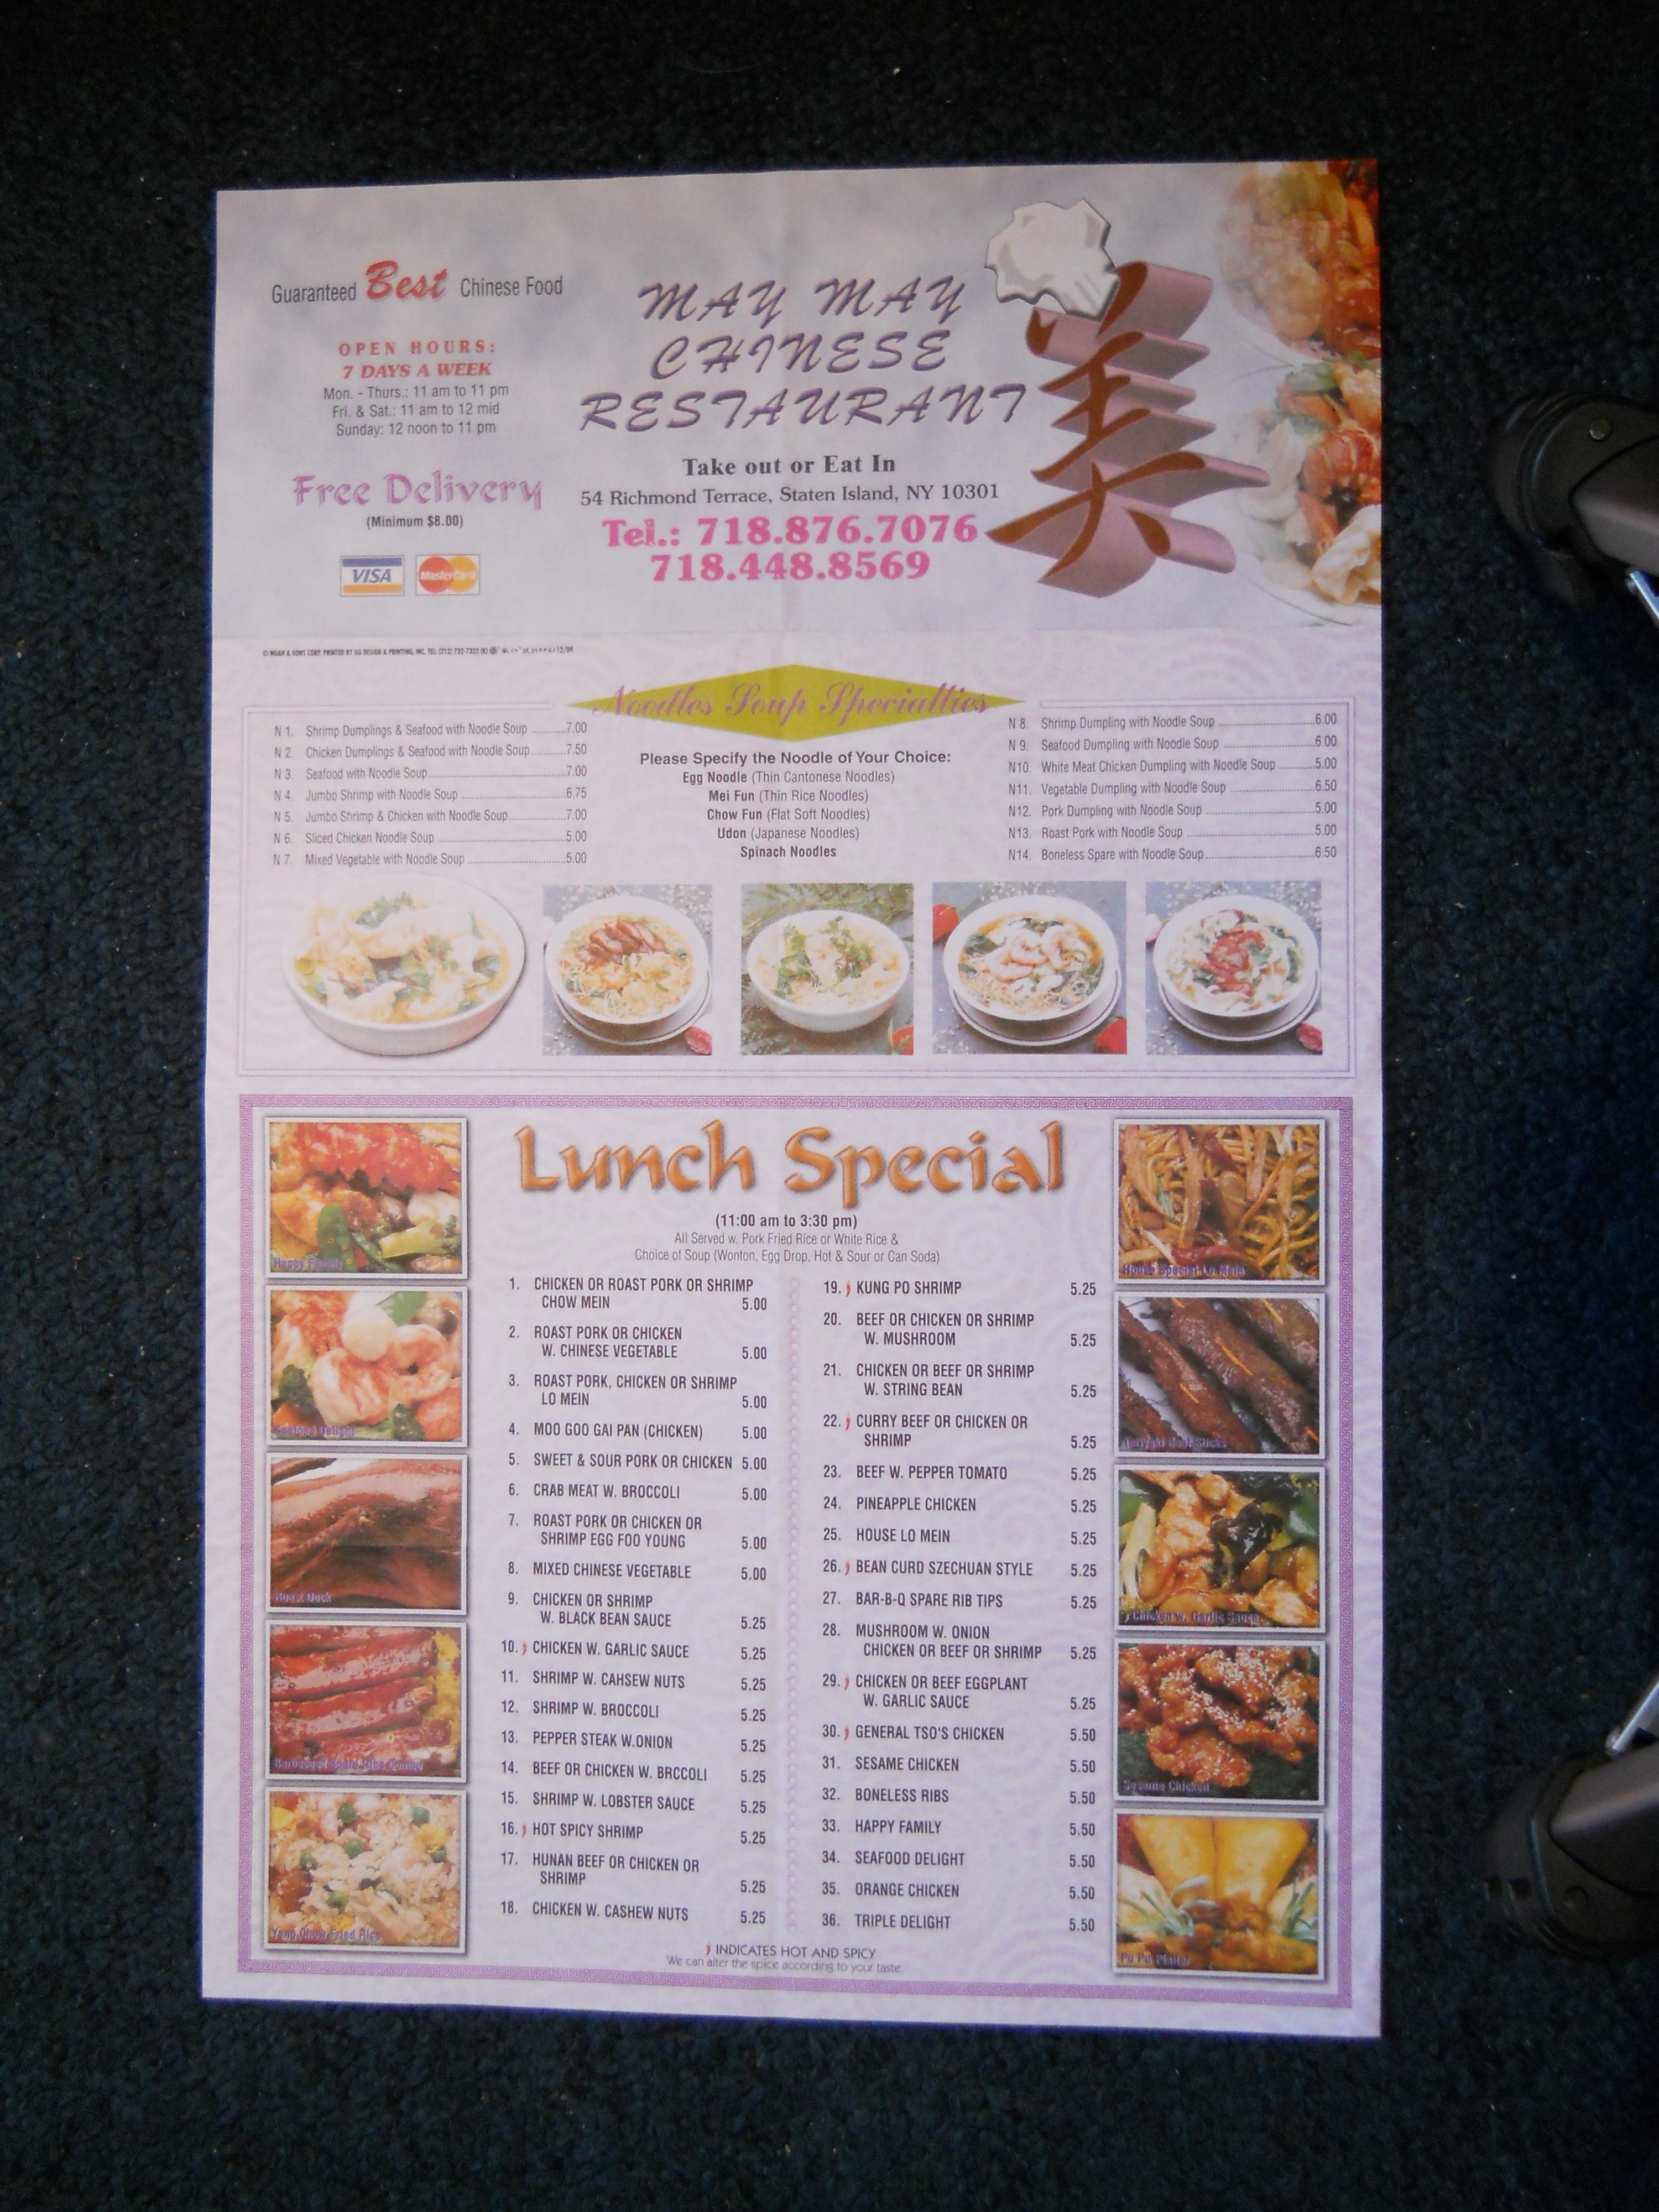 Guaranteed Best Chinese Food
OPEN HOURS:
7 DAYS A WEEK
Mon. - Thurs.: 11 am to 11 pm
Fri. & Sat.: 11 am to 12 mid
Sunday: 12 noon to 11 pm
Free Delivery
(Minimum $8.00)
VISA MasterCard
MAY MAY
CHINESE
RESTAURANT
美
Take out or Eat In
54 Richmond Terrace, Staten Island, NY 10301
Tel.: 718.876.7076
718.448.8569
Noodles Soup Specialties
N 1. Shrimp Dumplings & Seafood with Noodle Soup 7.00
N 2. Chicken Dumplings & Seafood with Noodle Soup 7.50
N 3. Seafood with Noodle Soup 7.00
N 4. Jumbo Shrimp with Noodle Soup 6.75
N 5. Jumbo Shrimp & Chicken with Noodle Soup 7.00
N 6. Sliced Chicken Noodle Soup 5.00
N 7. Mixed Vegetable with Noodle Soup 5.00
Please Specify the Noodle of Your Choice:
Egg Noodle (Thin Cantonese Noodles)
Mei Fun (Thin Rice Noodles)
Chow Fun (Flat Soft Noodles)
Udon (Japanese Noodles)
Spinach Noodles
N 8. Shrimp Dumpling with Noodle Soup 6.00
N 9. Seafood Dumpling with Noodle Soup 6.00
N10. White Meat Chicken Dumpling with Noodle Soup 5.00
N11. Vegetable Dumpling with Noodle Soup 6.50
N12. Pork Dumpling with Noodle Soup 5.00
N13. Roast Pork with Noodle Soup 5.00
N14. Boneless Spare with Noodle Soup 6.50
Lunch Special
(11:00 am to 3:30 pm)
All Served w. Pork Fried Rice or White Rice &
Choice of Soup (Wonton, Egg Drop, Hot & Sour or Can Soda)
1. CHICKEN OR ROAST PORK OR SHRIMP
CHOW MEIN 5.00
2. ROAST PORK OR CHICKEN
W. CHINESE VEGETABLE 5.00
3. ROAST PORK, CHICKEN OR SHRIMP
LO MEIN 5.00
4. MOO GOO GAI PAN (CHICKEN) 5.00
5. SWEET & SOUR PORK OR CHICKEN 5.00
6. CRAB MEAT W. BROCCOLI 5.00
7. ROAST PORK OR CHICKEN OR
SHRIMP EGG FOO YOUNG 5.00
8. MIXED CHINESE VEGETABLE 5.00
9. CHICKEN OR SHRIMP
W. BLACK BEAN SAUCE 5.25
10. CHICKEN W. GARLIC SAUCE 5.25
11. SHRIMP W. CAHSEW NUTS 5.25
12. SHRIMP W. BROCCOLI 5.25
13. PEPPER STEAK W.ONION 5.25
14. BEEF OR CHICKEN W. BRCCOLI 5.25
15. SHRIMP W. LOBSTER SAUCE 5.25
16. HOT SPICY SHRIMP 5.25
17. HUNAN BEEF OR CHICKEN OR
SHRIMP 5.25
18. CHICKEN W. CASHEW NUTS 5.25
19. KUNG PO SHRIMP 5.25
20. BEEF OR CHICKEN OR SHRIMP
W. MUSHROOM 5.25
21. CHICKEN OR BEEF OR SHRIMP
W. STRING BEAN 5.25
22. CURRY BEEF OR CHICKEN OR
SHRIMP 5.25
23. BEEF W. PEPPER TOMATO 5.25
24. PINEAPPLE CHICKEN 5.25
25. HOUSE LO MEIN 5.25
26. BEAN CURD SZECHUAN STYLE 5.25
27. BAR-B-Q SPARE RIB TIPS 5.25
28. MUSHROOM W. ONION
CHICKEN OR BEEF OR SHRIMP 5.25
29. CHICKEN OR BEEF EGGPLANT
W. GARLIC SAUCE 5.25
30. GENERAL TSO'S CHICKEN 5.50
31. SESAME CHICKEN 5.50
32. BONELESS RIBS 5.50
33. HAPPY FAMILY 5.50
34. SEAFOOD DELIGHT 5.50
35. ORANGE CHICKEN 5.50
36. TRIPLE DELIGHT 5.50
INDICATES HOT AND SPICY
We can alter the spice according to your taste.
Happy Family
Seafood Delight
Roast Duck
Yang Chow Fried Rice
House Special Lo Mein
Teriyaki Beef Sticks
Chicken w. Garlic Sauce
Sesame Chicken
Pu Pu Platter